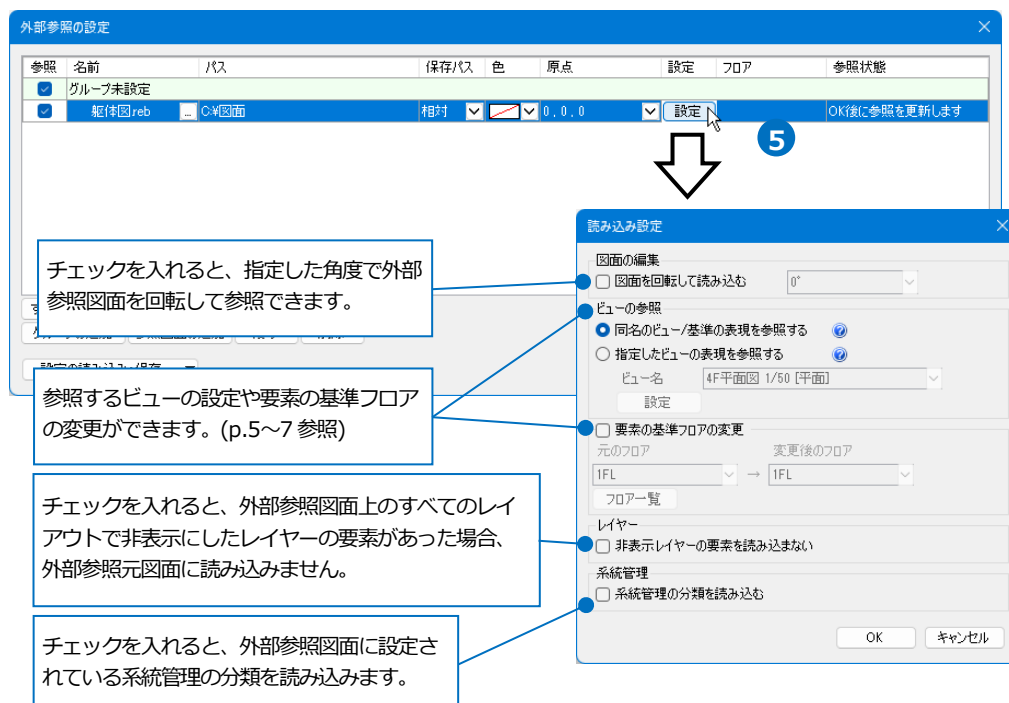 外部参照の設定
参照 名前 パス 保存パス 色 原点 設定 フロア 参照状態
グループ未設定
躯体図.reb ... C:¥図面 相対 0 , 0 , 0 設定 OK後に参照を更新します
5
チェックを入れると、指定した角度で外部
参照図面を回転して参照できます。
参照するビューの設定や要素の基準フロア
の変更ができます。(p.5～7 参照)
チェックを入れると、外部参照図面上のすべてのレイ
アウトで非表示にしたレイヤーの要素があった場合、
外部参照元図面に読み込みません。
チェックを入れると、外部参照図面に設定さ
れている系統管理の分類を読み込みます。
読み込み設定
図面の編集
図面を回転して読み込む 0°
ビューの参照
同名のビュー/基準の表現を参照する
指定したビューの表現を参照する
ビュー名 4F平面図 1/50 [平面]
設定
要素の基準フロアの変更
元のフロア 変更後のフロア
1FL → 1FL
フロア一覧
レイヤー
非表示レイヤーの要素を読み込まない
系統管理
系統管理の分類を読み込む
OK キャンセル